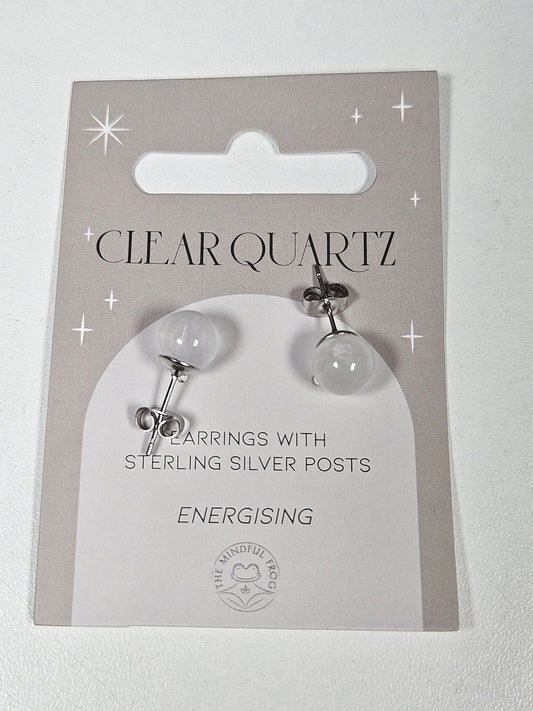 CLEAR QUARTZ
EARRINGS WITH
STERLING SILVER POSTS
ENERGISING
THE MINDFUL FROG